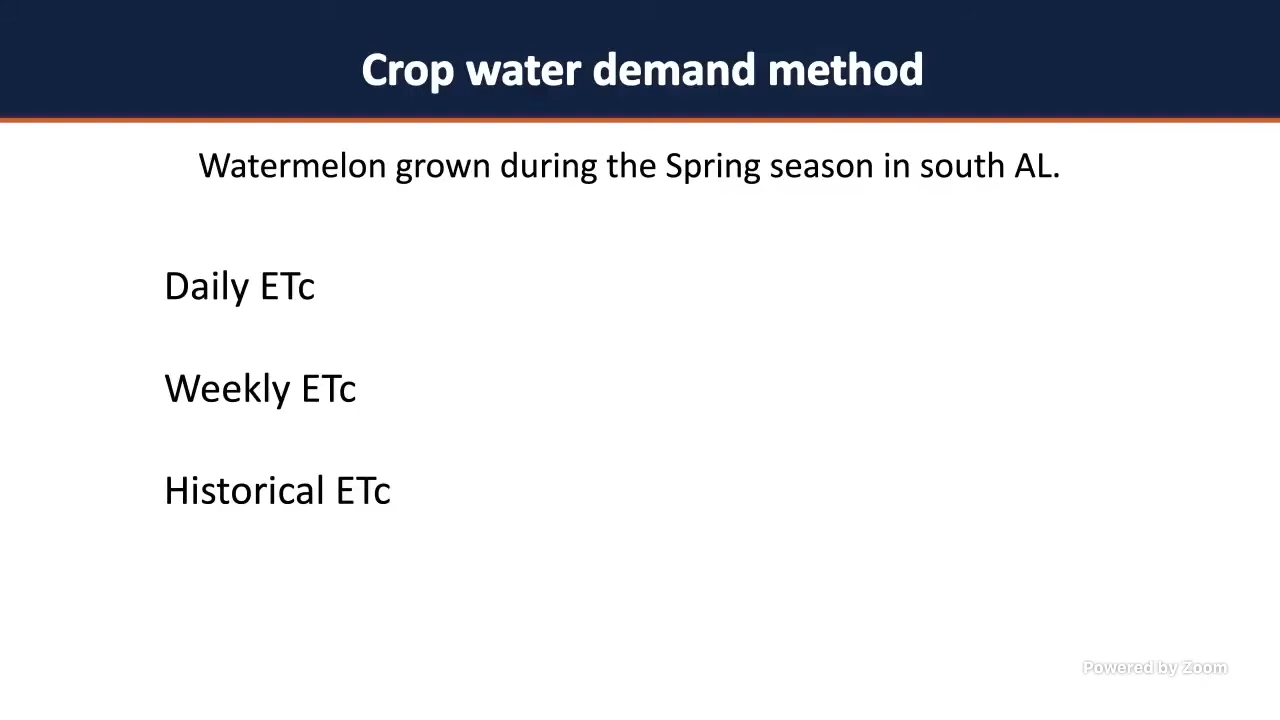 Crop water demand method
Watermelon grown during the Spring season in south AL.
Daily ETc
Weekly ETc
Historical ETc
Powered by Zoom